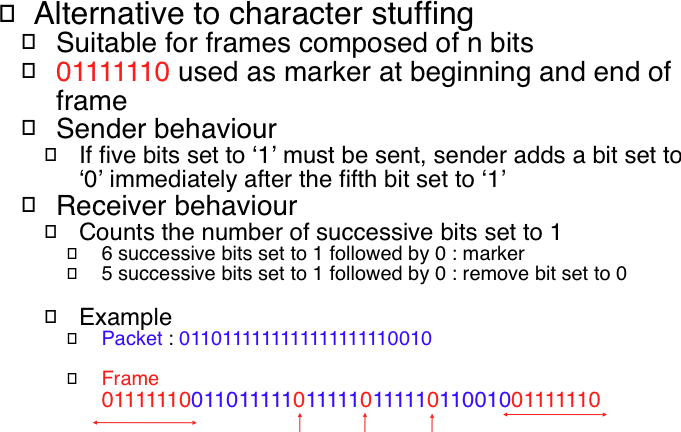 Alternative to character stuffing
Suitable for frames composed of n bits
01111110 used as marker at beginning and end of
frame
Sender behaviour
If five bits set to ‘1’ must be sent, sender adds a bit set to
‘0’ immediately after the fifth bit set to ‘1’
Receiver behaviour
Counts the number of successive bits set to 1
6 successive bits set to 1 followed by 0 : marker
5 successive bits set to 1 followed by 0 : remove bit set to 0
Example
Packet : 0110111111111111111110010
Frame
01111110011011111011111011111011001001111110